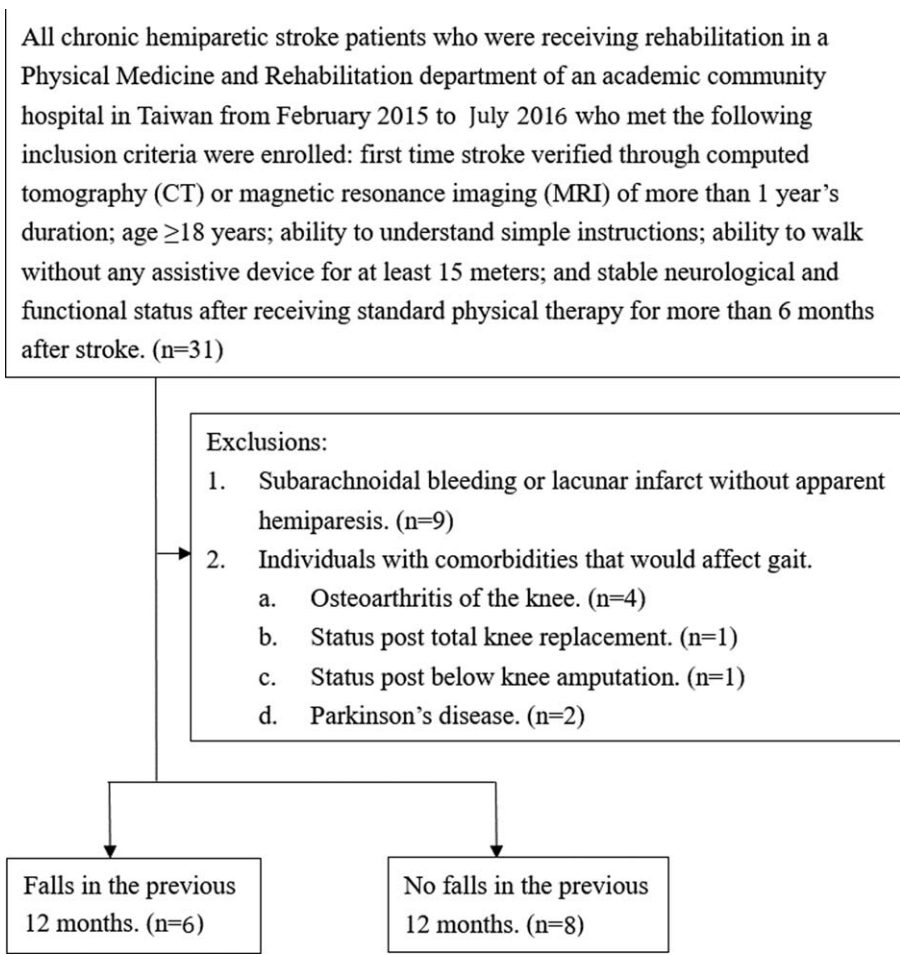 All chronic hemiparetic stroke patients who were receiving rehabilitation in a
Physical Medicine and Rehabilitation department of an academic community
hospital in Taiwan from February 2015 to July 2016 who met the following
inclusion criteria were enrolled: first time stroke verified through computed
tomography (CT) or magnetic resonance imaging (MRI) of more than 1 year’s
duration; age ≥18 years; ability to understand simple instructions; ability to walk
without any assistive device for at least 15 meters; and stable neurological and
functional status after receiving standard physical therapy for more than 6 months
after stroke. (n=31)
Exclusions:
1. Subarachnoidal bleeding or lacunar infarct without apparent
hemiparesis. (n=9)
2. Individuals with comorbidities that would affect gait.
a. Osteoarthritis of the knee. (n=4)
b. Status post total knee replacement. (n=1)
c. Status post below knee amputation. (n=1)
d. Parkinson’s disease. (n=2)
Falls in the previous
12 months. (n=6)
No falls in the previous
12 months. (n=8)